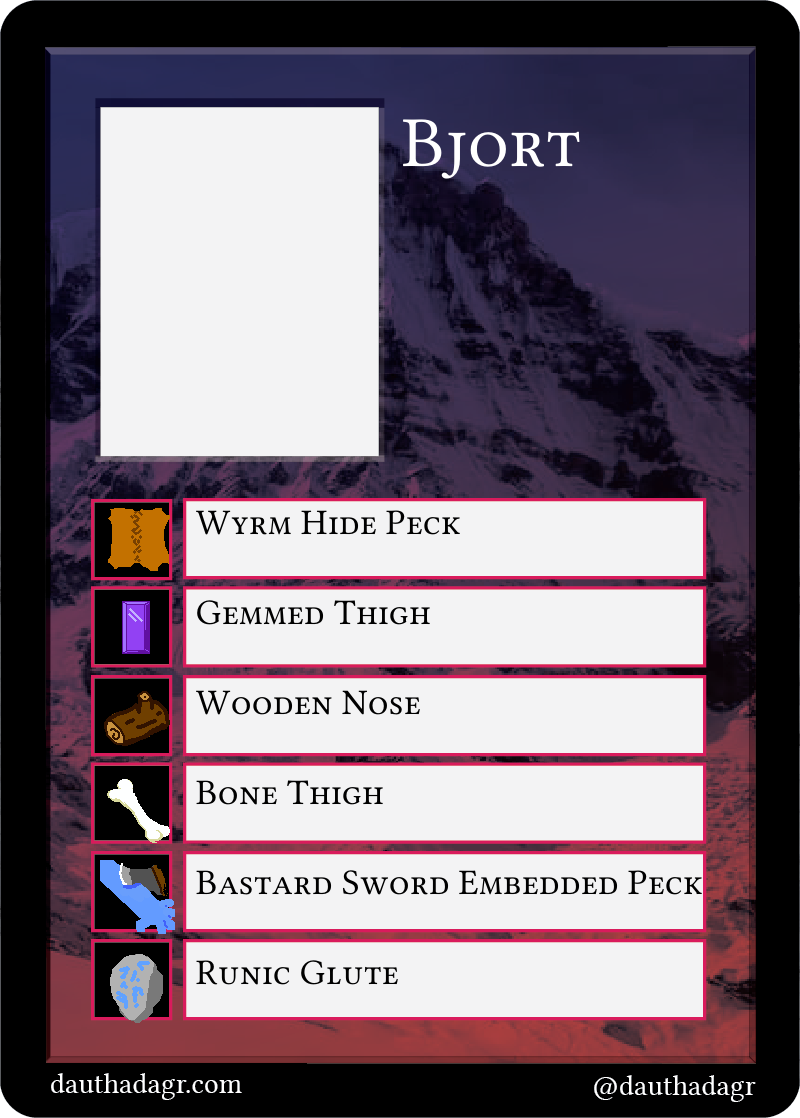 Bjort
Wyrm Hide Peck
Gemmed Thigh
Wooden Nose
Bone Thigh
Bastard Sword Embedded Peck
Runic Glute
dauthadagr.com
@dauthadagr